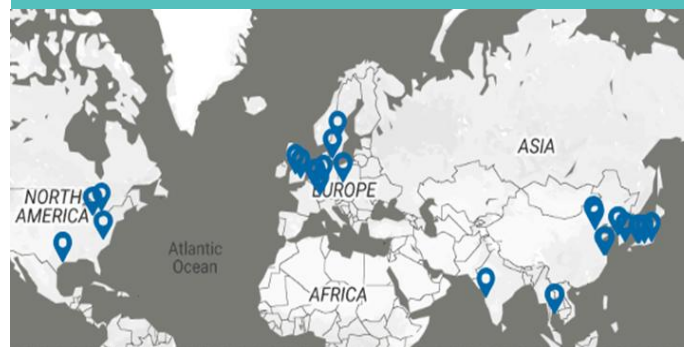 ASIA
EUROPE
NORTH
AMERICA
Atlantic
Ocean
AFRICA